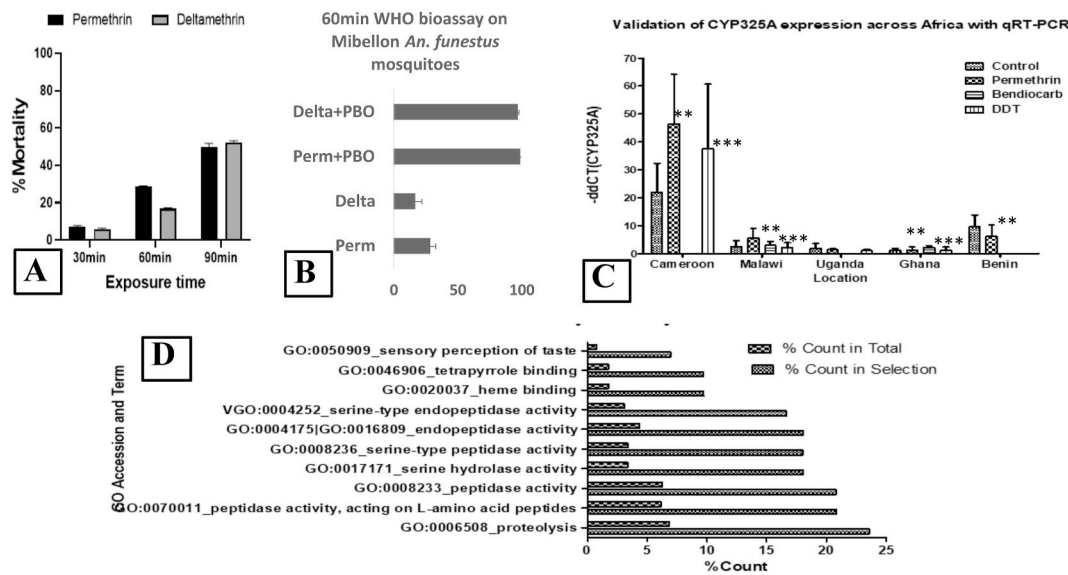 Permethrin
Deltamethrin
100
80
60
40
20
0
%Mortality
30min
60min
90min
Exposure time
A
60min WHO bioassay on
Mibellon An. funestus
mosquitoes
Delta+PBO
Perm+PBO
Delta
Perm
0
50
100
B
Validation of CYP325A expression across Africa with qRT-PCR
70
60
50
40
30
20
10
0
-ddCT(CYP325A)
Control
Permethrin
Bendiocarb
DDT
**
***
**
***
**
***
**
Cameroon
Malawi
Uganda
Ghana
Benin
Location
C
D
GO Accession and Term
GO:0050909_sensory perception of taste
GO:0046906_tetrapyrrole binding
GO:0020037_heme binding
VGO:0004252_serine-type endopeptidase activity
GO:0004175|GO:0016809_endopeptidase activity
GO:0008236_serine-type peptidase activity
GO:0017171_serine hydrolase activity
GO:0008233_peptidase activity
GO:0070011_peptidase activity, acting on L-amino acid peptides
GO:0006508_proteolysis
% Count in Total
% Count in Selection
0
5
10
15
20
25
%Count